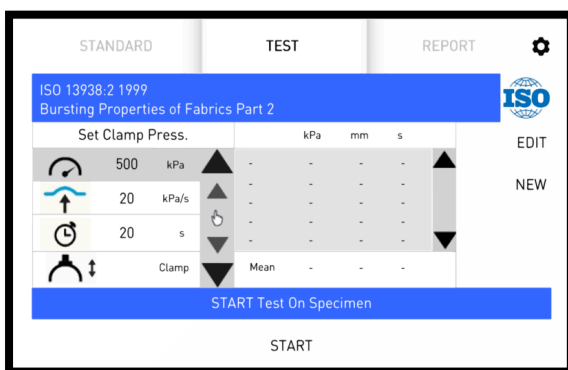 STANDARD TEST REPORT
ISO 13938:2 1999
Bursting Properties of Fabrics Part 2
ISO
Set Clamp Press. kPa mm s
EDIT
500 kPa - - - -
NEW
- - - -
20 kPa/s - - - -
- - - -
20 s - - - -
Clamp Mean - - -
START Test On Specimen
START